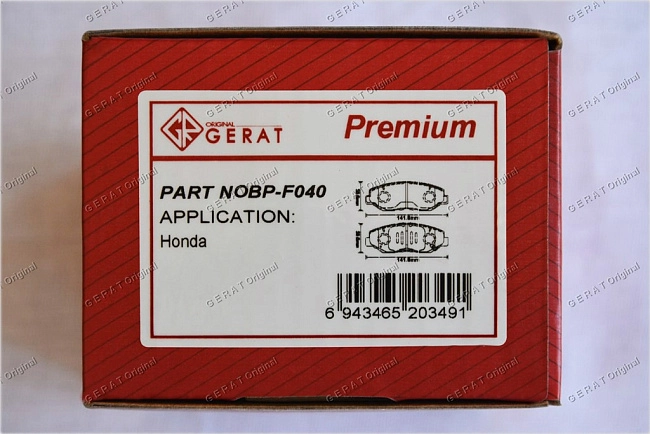 ORIGINAL
GERAT
Premium
PART NOBP-F040
APPLICATION:
Honda
141.8mm
141.8mm
6 943465 203491
GERAT Original